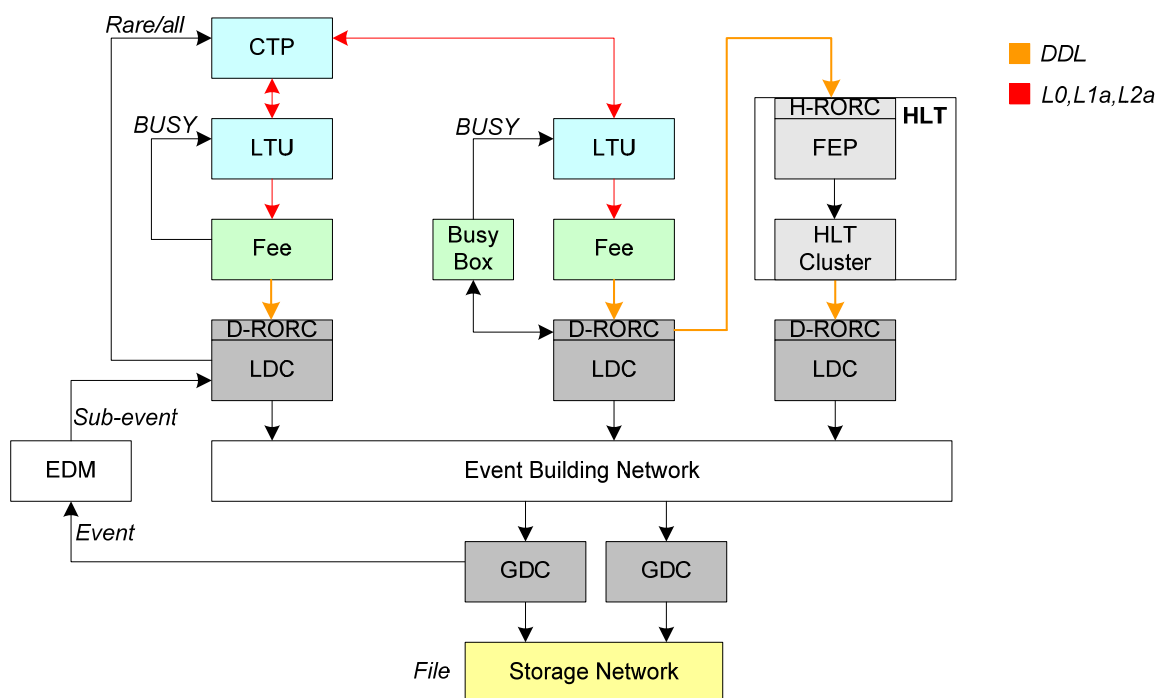 Rare/all
CTP
DDL
L0,L1a,L2a
H-RORC
HLT
BUSY
LTU
BUSY
LTU
FEP
Fee
Busy
Box
Fee
HLT
Cluster
D-RORC
LDC
D-RORC
LDC
D-RORC
LDC
Sub-event
EDM
Event Building Network
Event
GDC
GDC
File
Storage Network